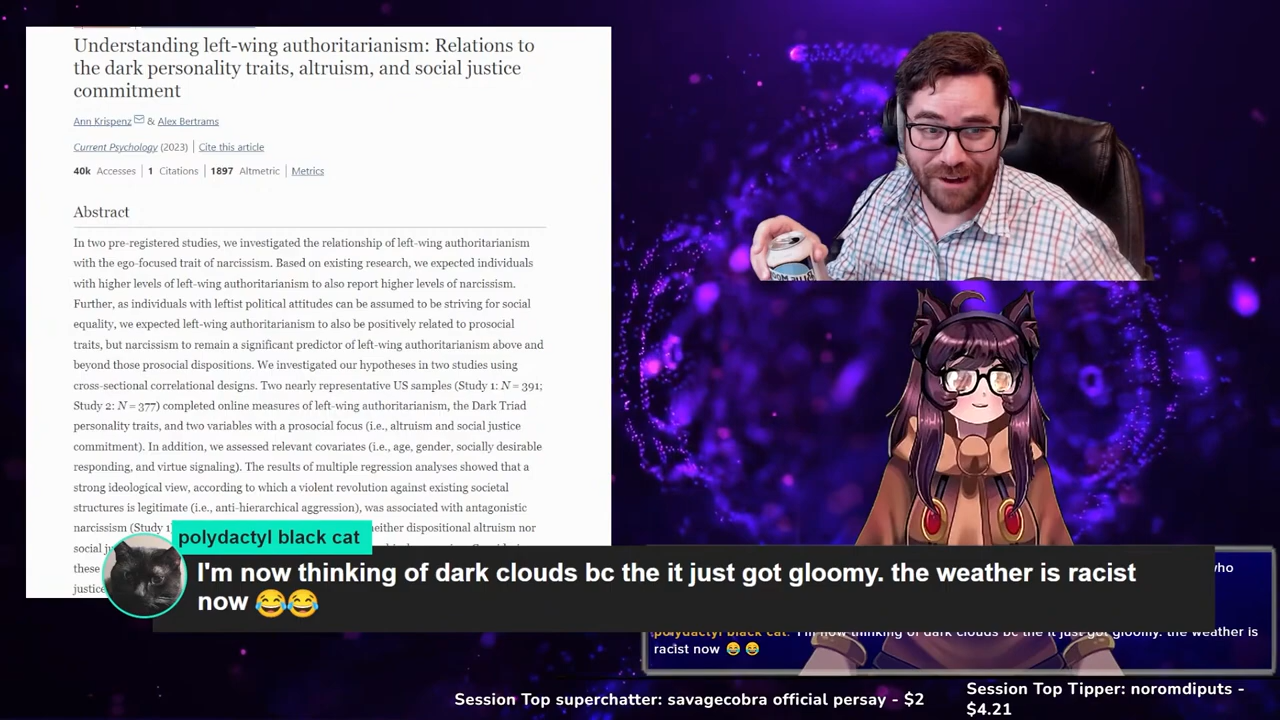 Understanding left-wing authoritarianism: Relations to
the dark personality traits, altruism, and social justice
commitment
Ann Krispenz & Alex Bertrams
Current Psychology (2023) | Cite this article
40k Accesses | 1 Citations | 1897 Altmetric | Metrics
Abstract
In two pre-registered studies, we investigated the relationship of left-wing authoritarianism
with the ego-focused trait of narcissism. Based on existing research, we expected individuals
with higher levels of left-wing authoritarianism to also report higher levels of narcissism.
Further, as individuals with leftist political attitudes can be assumed to be striving for social
equality, we expected left-wing authoritarianism to also be positively related to prosocial
traits, but narcissism to remain a significant predictor of left-wing authoritarianism above and
beyond those prosocial dispositions. We investigated our hypotheses in two studies using
cross-sectional correlational designs. Two nearly representative US samples (Study 1: N = 391;
Study 2: N = 377) completed online measures of left-wing authoritarianism, the Dark Triad
personality traits, and two variables with a prosocial focus (i.e., altruism and social justice
commitment). In addition, we assessed relevant covariates (i.e., age, gender, socially desirable
responding, and virtue signaling). The results of multiple regression analyses showed that a
strong ideological view, according to which a violent revolution against existing societal
structures is legitimate (i.e., anti-hierarchical aggression), was associated with antagonistic
narcissism (Study 1 neither dispositional altruism nor
social
these
justice
polydactyl black cat
I'm now thinking of dark clouds bc the it just got gloomy. the weather is racist
now 😂😂
who
polydactyl black cat: I'm now thinking of dark clouds bc the it just got gloomy. the weather is
racist now 😂 😂
Session Top superchatter: savagecobra official persay - $2
Session Top Tipper: noromdiputs -
$4.21